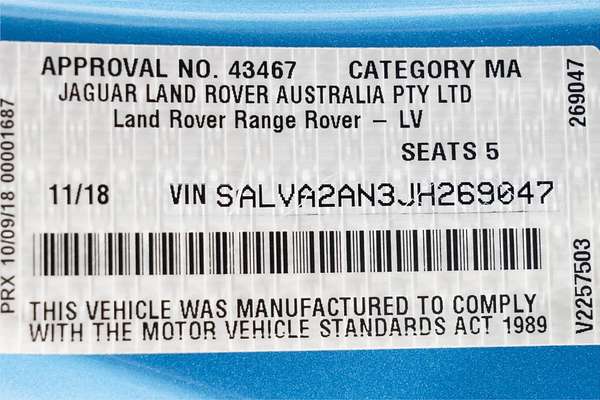 APPROVAL NO. 43467 CATEGORY MA
JAGUAR LAND ROVER AUSTRALIA PTY LTD
Land Rover Range Rover – LV
SEATS 5
11/18 VIN SALVA2AN3JH269047
THIS VEHICLE WAS MANUFACTURED TO COMPLY
WITH THE MOTOR VEHICLE STANDARDS ACT 1989
PRX 10/09/18 00001687
269047
V2257503